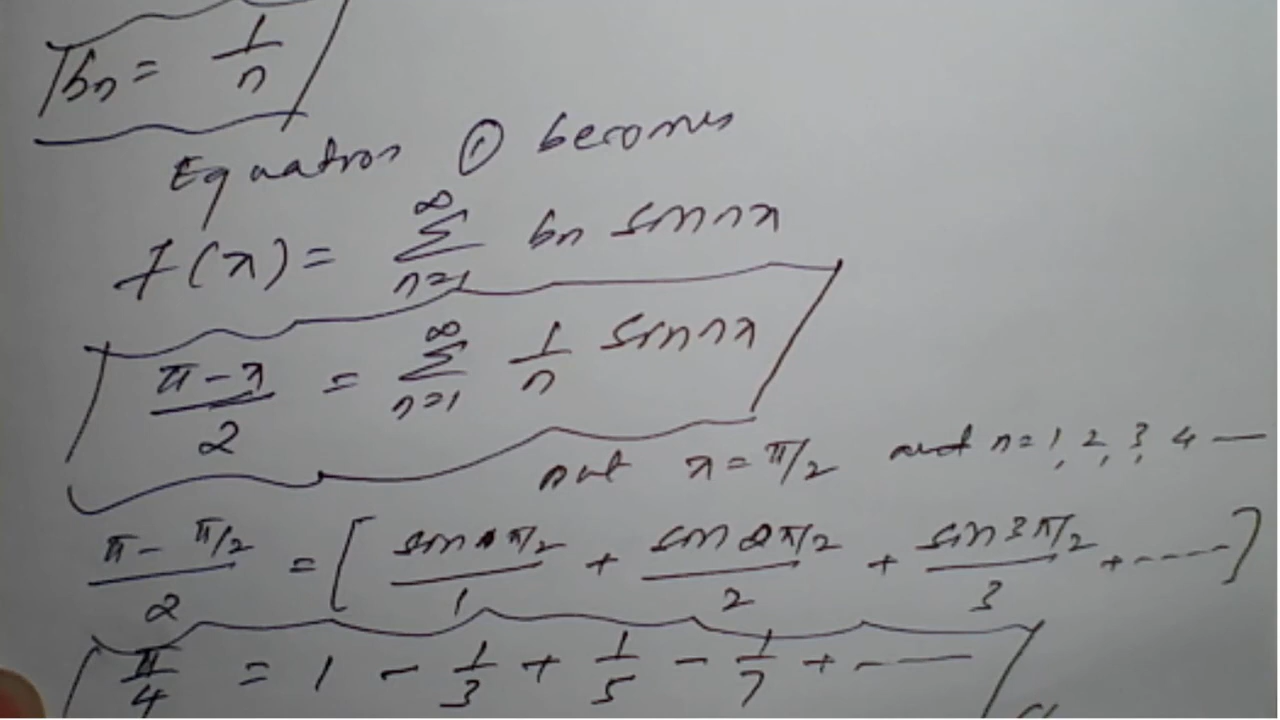 bn = 1/n
Equation ① becomes
f(x) = ∞ Σ n=1 bn sin nx
π-x/2 = ∞ Σ n=1 1/n sin nx
put x = π/2 and n = 1, 2, 3, 4 —
π - π/2 / 2 = [ sin 1π/2 / 1 + sin 2π/2 / 2 + sin 3π/2 / 3 + ---- ]
π/4 = 1 - 1/3 + 1/5 - 1/7 + - —